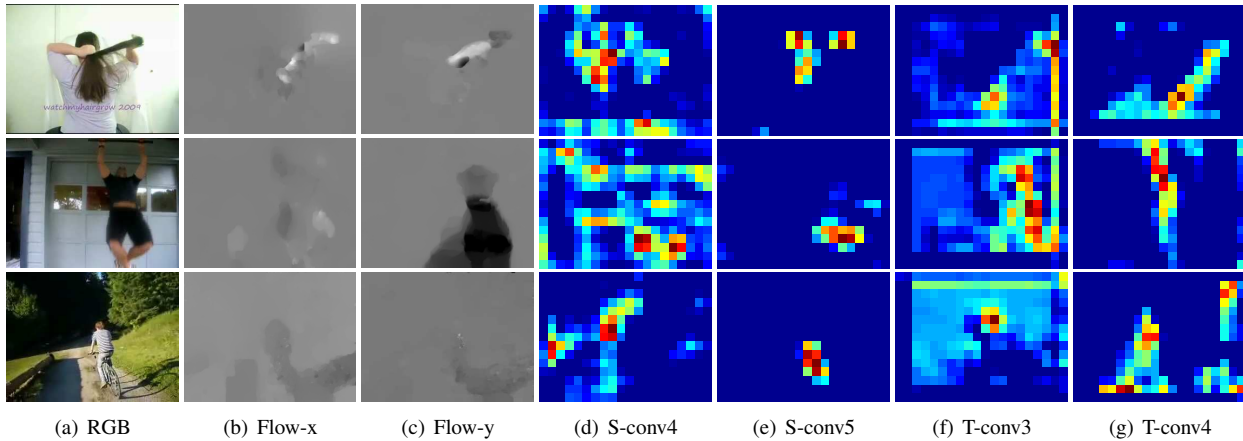 watchmyhairgrow 2009
(a) RGB
(b) Flow-x
(c) Flow-y
(d) S-conv4
(e) S-conv5
(f) T-conv3
(g) T-conv4